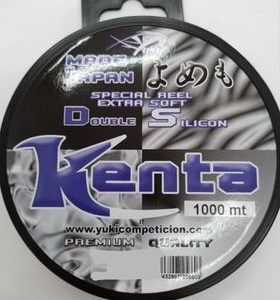 YUKI
MADE
IN
JAPAN よめも
SPECIAL REEL
EXTRA SOFT
DOUBLE SILICON
Kenta
1000 mt
www.yukicompeticion.com
PREMIUM QUALITY